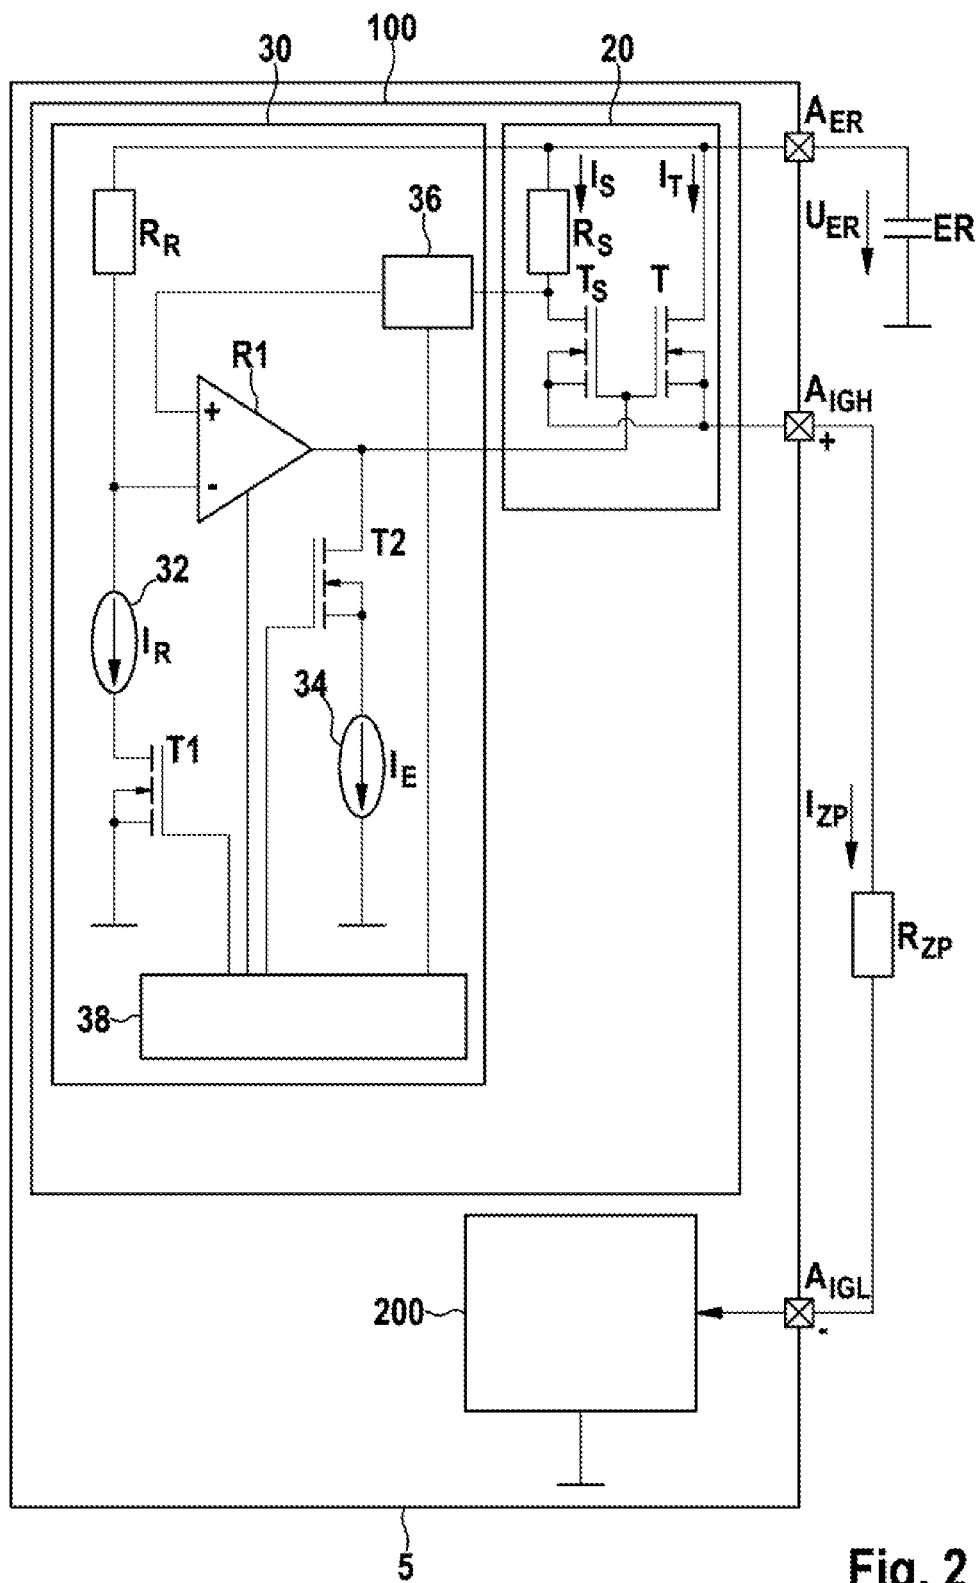 100
30
20
A_ER
36
I_S
I_T
R_R
R_S
U_ER
ER
T_S
T
R1
+
A_IGH
+
-
T2
32
I_R
34
T1
I_E
I_ZP
R_ZP
38
A_IGL
200
-
5
Fig. 2